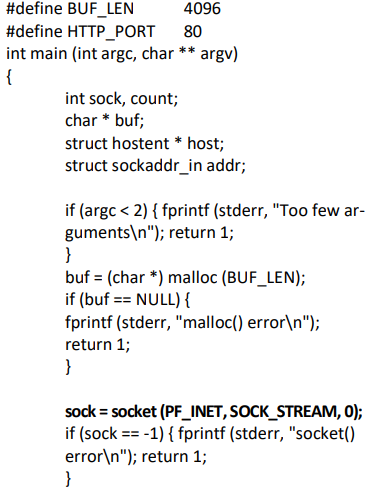 #define BUF_LEN 4096
#define HTTP_PORT 80
int main (int argc, char ** argv)
{
int sock, count;
char * buf;
struct hostent * host;
struct sockaddr_in addr;
if (argc < 2) { fprintf (stderr, "Too few ar-
guments\n"); return 1;
}
buf = (char *) malloc (BUF_LEN);
if (buf == NULL) {
fprintf (stderr, "malloc() error\n");
return 1;
}
sock = socket (PF_INET, SOCK_STREAM, 0);
if (sock == -1) { fprintf (stderr, "socket()
error\n"); return 1;
}